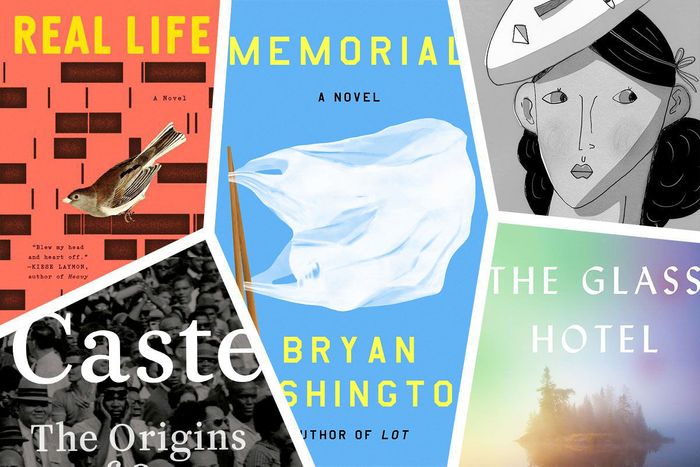 REAL LIFE
A Novel
"Blew my head
and heart off."
—KIESE LAYMON,
author of Heavy
MEMORIAL
A NOVEL
BRYAN
SHINGTO
UTHOR OF LOT
Caste
The Origins
THE GLASS
HOTEL